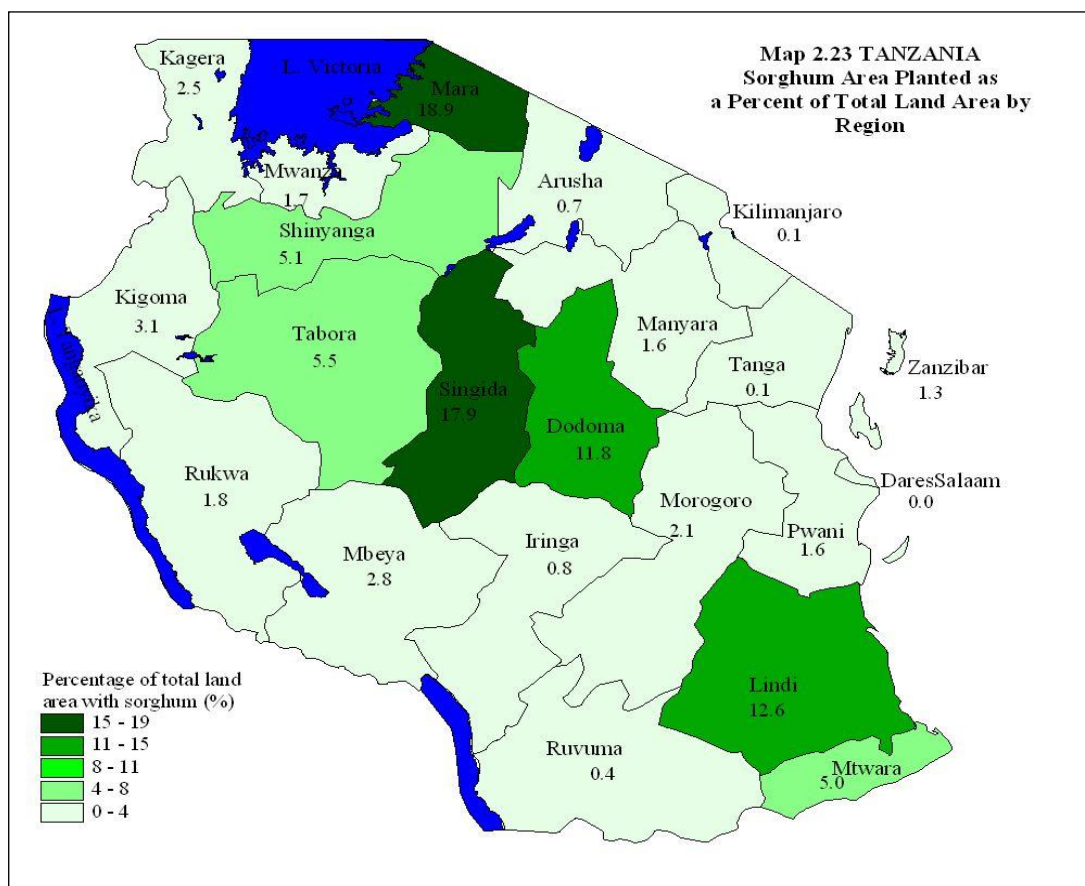 Map 2.23 TANZANIA
Sorghum Area Planted as
a Percent of Total Land Area by
Region
Kagera
2.5
L. Victoria
Mara
18.9
Mwanza
1.7
Arusha
0.7
Kilimanjaro
0.1
Shinyanga
5.1
Kigoma
3.1
Tabora
5.5
Manyara
1.6
Tanga
0.1
Zanzibar
1.3
Singida
17.9
Dodoma
11.8
Rukwa
1.8
DaresSalaam
0.0
Morogoro
2.1
Pwani
1.6
Mbeya
2.8
Iringa
0.8
Lindi
12.6
Ruvuma
0.4
Mtwara
5.0
Percentage of total land
area with sorghum (%)
15 - 19
11 - 15
8 - 11
4 - 8
0 - 4